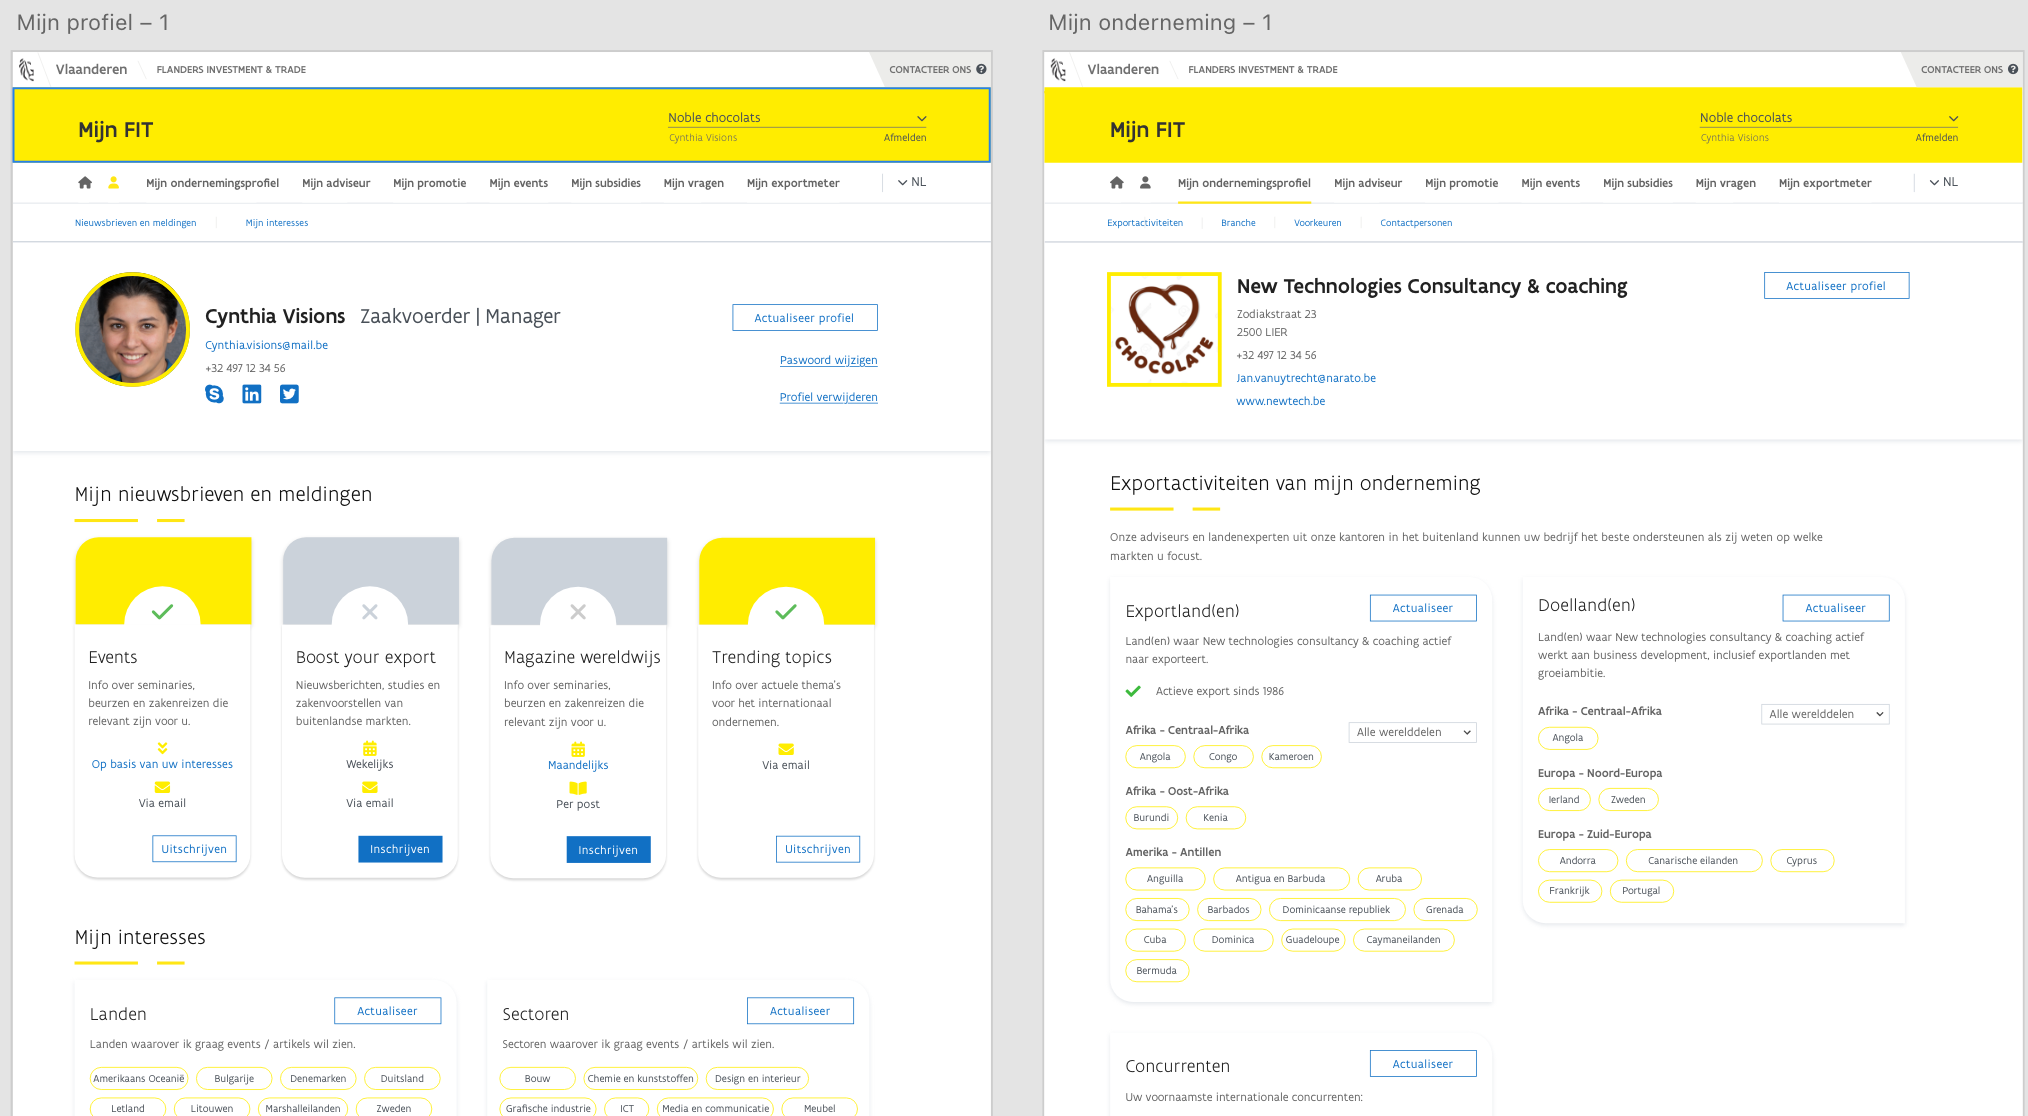 Mijn profiel – 1
Vlaanderen
FLANDERS INVESTMENT & TRADE
CONTACTEER ONS
Mijn FIT
Noble chocolats
Cynthia Visions
Afmelden
Mijn ondernemingsprofiel
Mijn adviseur
Mijn promotie
Mijn events
Mijn subsidies
Mijn vragen
Mijn exportmeter
NL
Nieuwsbrieven en meldingen
Mijn interesses
Cynthia Visions Zaakvoerder | Manager
Cynthia.visions@mail.be
+32 497 12 34 56
Actualiseer profiel
Paswoord wijzigen
Profiel verwijderen
Mijn nieuwsbrieven en meldingen
Events
Info over seminaries,
beurzen en zakenreizen die
relevant zijn voor u.
Op basis van uw interesses
Via email
Uitschrijven
Boost your export
Nieuwsberichten, studies en
zakenvoorstellen van
buitenlandse markten.
Wekelijks
Via email
Inschrijven
Magazine wereldwijs
Info over seminaries,
beurzen en zakenreizen die
relevant zijn voor u.
Maandelijks
Per post
Inschrijven
Trending topics
Info over actuele thema's
voor het internationaal
ondernemen.
Via email
Uitschrijven
Mijn interesses
Landen
Actualiseer
Landen waarover ik graag events / artikels wil zien.
Amerikaans Oceanië
Bulgarije
Denemarken
Duitsland
Letland
Litouwen
Marshalleilanden
Zweden
Sectoren
Actualiseer
Sectoren waarover ik graag events / artikels wil zien.
Bouw
Chemie en kunststoffen
Design en interieur
Grafische industrie
ICT
Media en communicatie
Meubel
Mijn onderneming – 1
Vlaanderen
FLANDERS INVESTMENT & TRADE
CONTACTEER ONS
Mijn FIT
Noble chocolats
Cynthia Visions
Afmelden
Mijn ondernemingsprofiel
Mijn adviseur
Mijn promotie
Mijn events
Mijn subsidies
Mijn vragen
Mijn exportmeter
NL
Exportactiviteiten
Branche
Voorkeuren
Contactpersonen
CHOCOLATE
New Technologies Consultancy & coaching
Zodiakstraat 23
2500 LIER
+32 497 12 34 56
Jan.vanuytrecht@narato.be
www.newtech.be
Actualiseer profiel
Exportactiviteiten van mijn onderneming
Onze adviseurs en landenexperten uit onze kantoren in het buitenland kunnen uw bedrijf het beste ondersteunen als zij weten op welke
markten u focust.
Exportland(en)
Actualiseer
Land(en) waar New technologies consultancy & coaching actief
naar exporteert.
Actieve export sinds 1986
Afrika - Centraal-Afrika
Alle werelddelen
Angola
Congo
Kameroen
Afrika - Oost-Afrika
Burundi
Kenia
Amerika - Antillen
Anguilla
Antigua en Barbuda
Aruba
Bahama's
Barbados
Dominicaanse republiek
Grenada
Cuba
Dominica
Guadeloupe
Caymaneilanden
Bermuda
Doelland(en)
Actualiseer
Land(en) waar New technologies consultancy & coaching actief
werkt aan business development, inclusief exportlanden met
groeiambitie.
Afrika - Centraal-Afrika
Alle werelddelen
Angola
Europa - Noord-Europa
Ierland
Zweden
Europa - Zuid-Europa
Andorra
Canarische eilanden
Cyprus
Frankrijk
Portugal
Concurrenten
Actualiseer
Uw voornaamste internationale concurrenten: